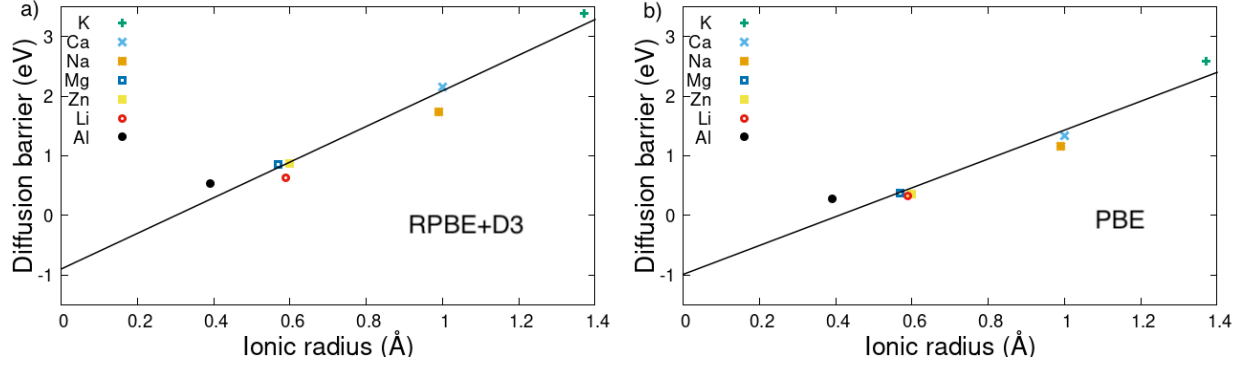 a)
K
Ca
Na
Mg
Zn
Li
Al
3
2
1
0
-1
Diffusion barrier (eV)
RPBE+D3
0 0.2 0.4 0.6 0.8 1 1.2 1.4
Ionic radius (Å)
b)
K
Ca
Na
Mg
Zn
Li
Al
3
2
1
0
-1
Diffusion barrier (eV)
PBE
0 0.2 0.4 0.6 0.8 1 1.2 1.4
Ionic radius (Å)